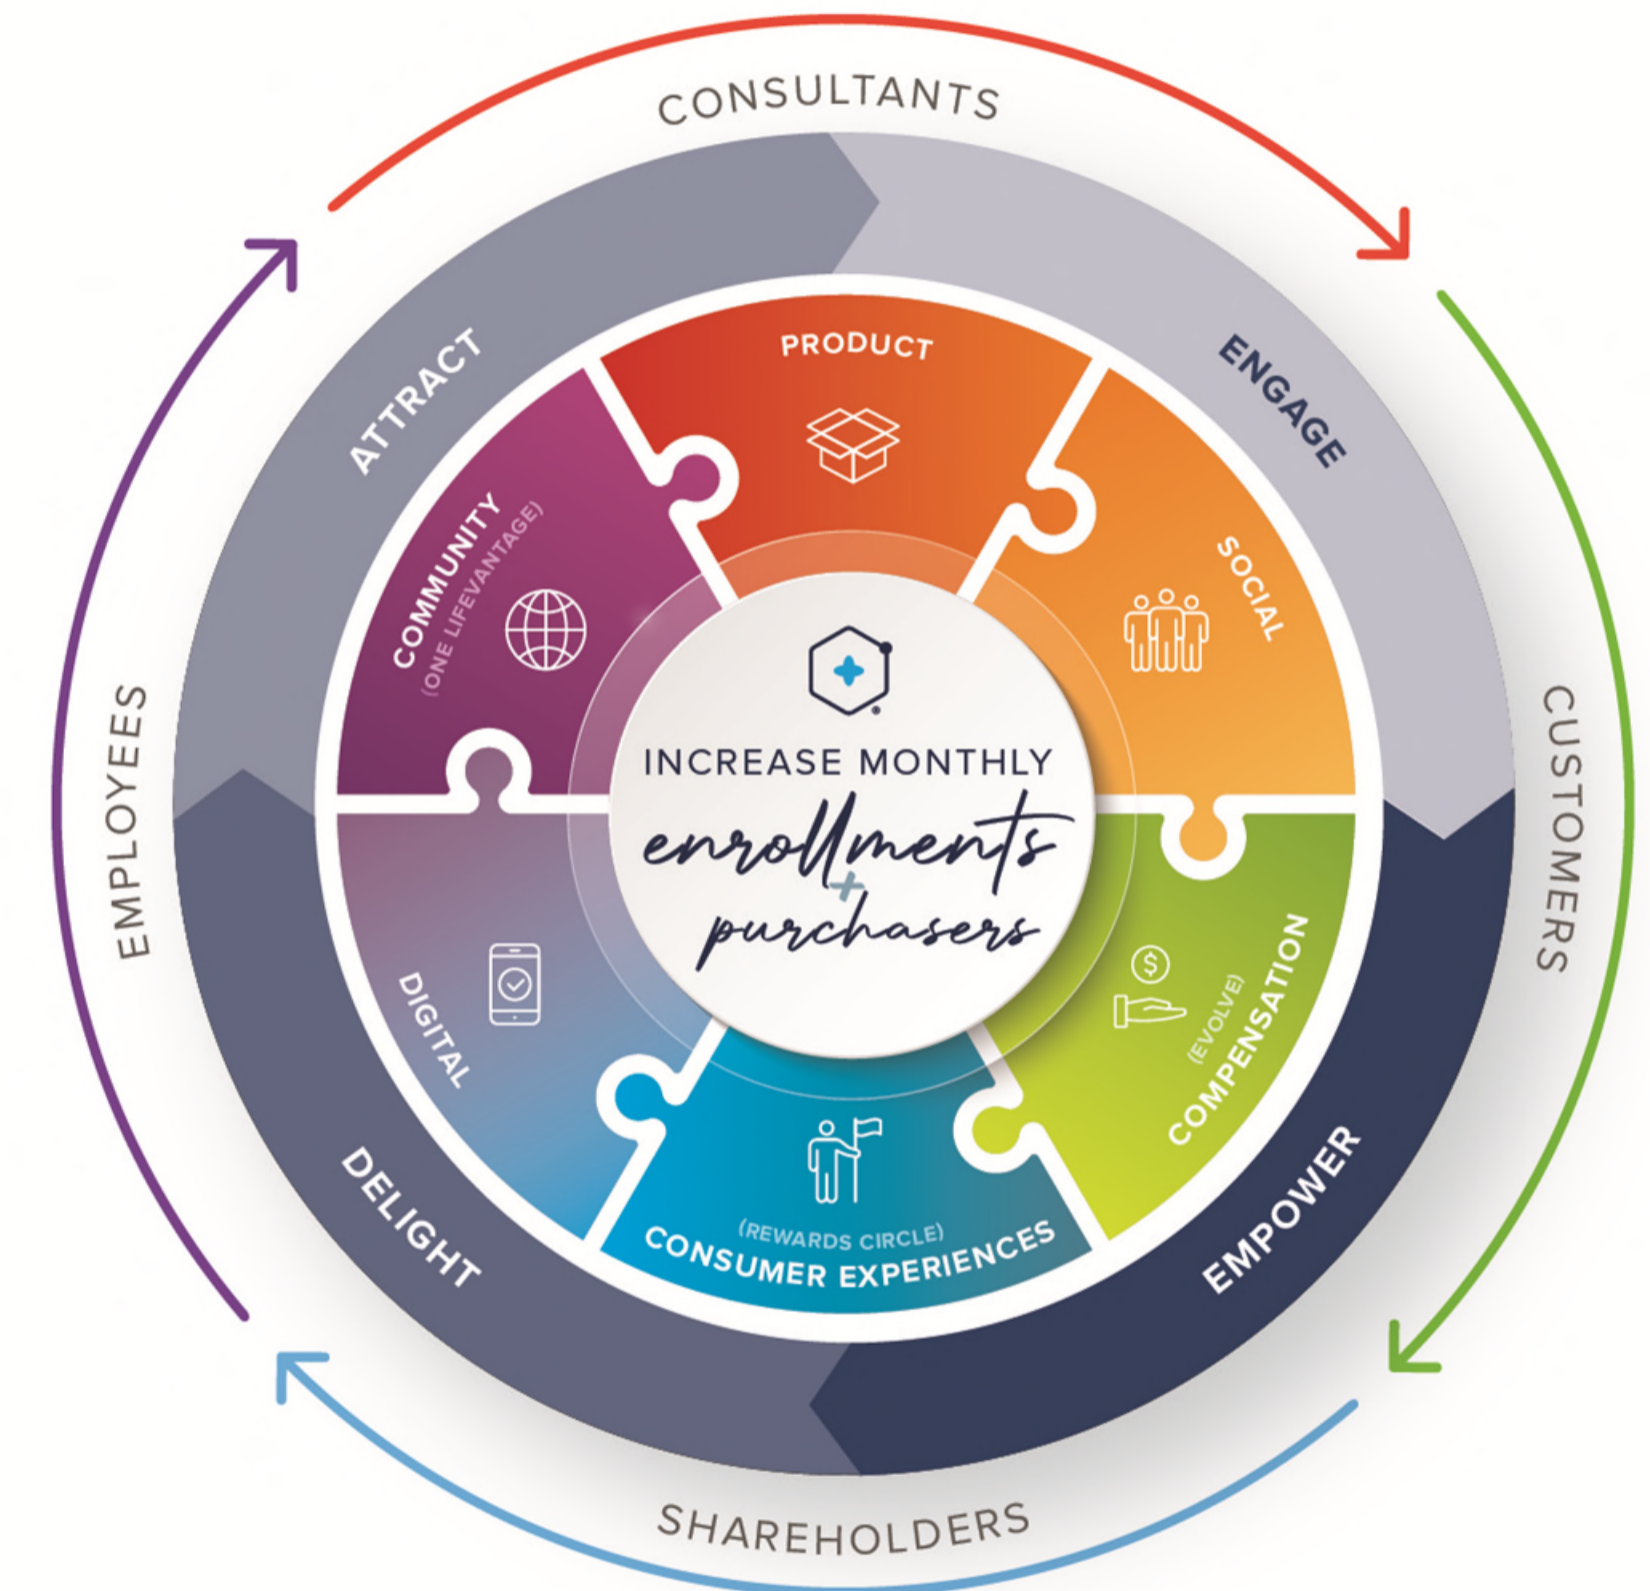 CONSULTANTS
CUSTOMERS
SHAREHOLDERS
EMPLOYEES
ATTRACT
ENGAGE
EMPOWER
DELIGHT
PRODUCT
SOCIAL
(EVOLVE)
COMPENSATION
(REWARDS CIRCLE)
CONSUMER EXPERIENCES
DIGITAL
COMMUNITY
(ONE LIFEVANTAGE)
®
INCREASE MONTHLY
enrollments
+
purchasers
$